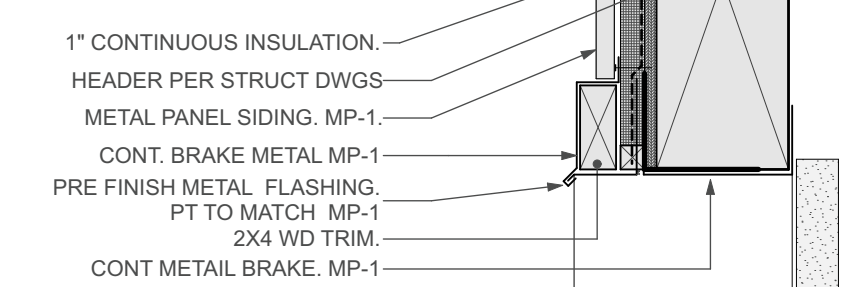 1" CONTINUOUS INSULATION.
HEADER PER STRUCT DWGS
METAL PANEL SIDING. MP-1.
CONT. BRAKE METAL MP-1
PRE FINISH METAL FLASHING.
PT TO MATCH MP-1
2X4 WD TRIM.
CONT METAIL BRAKE. MP-1